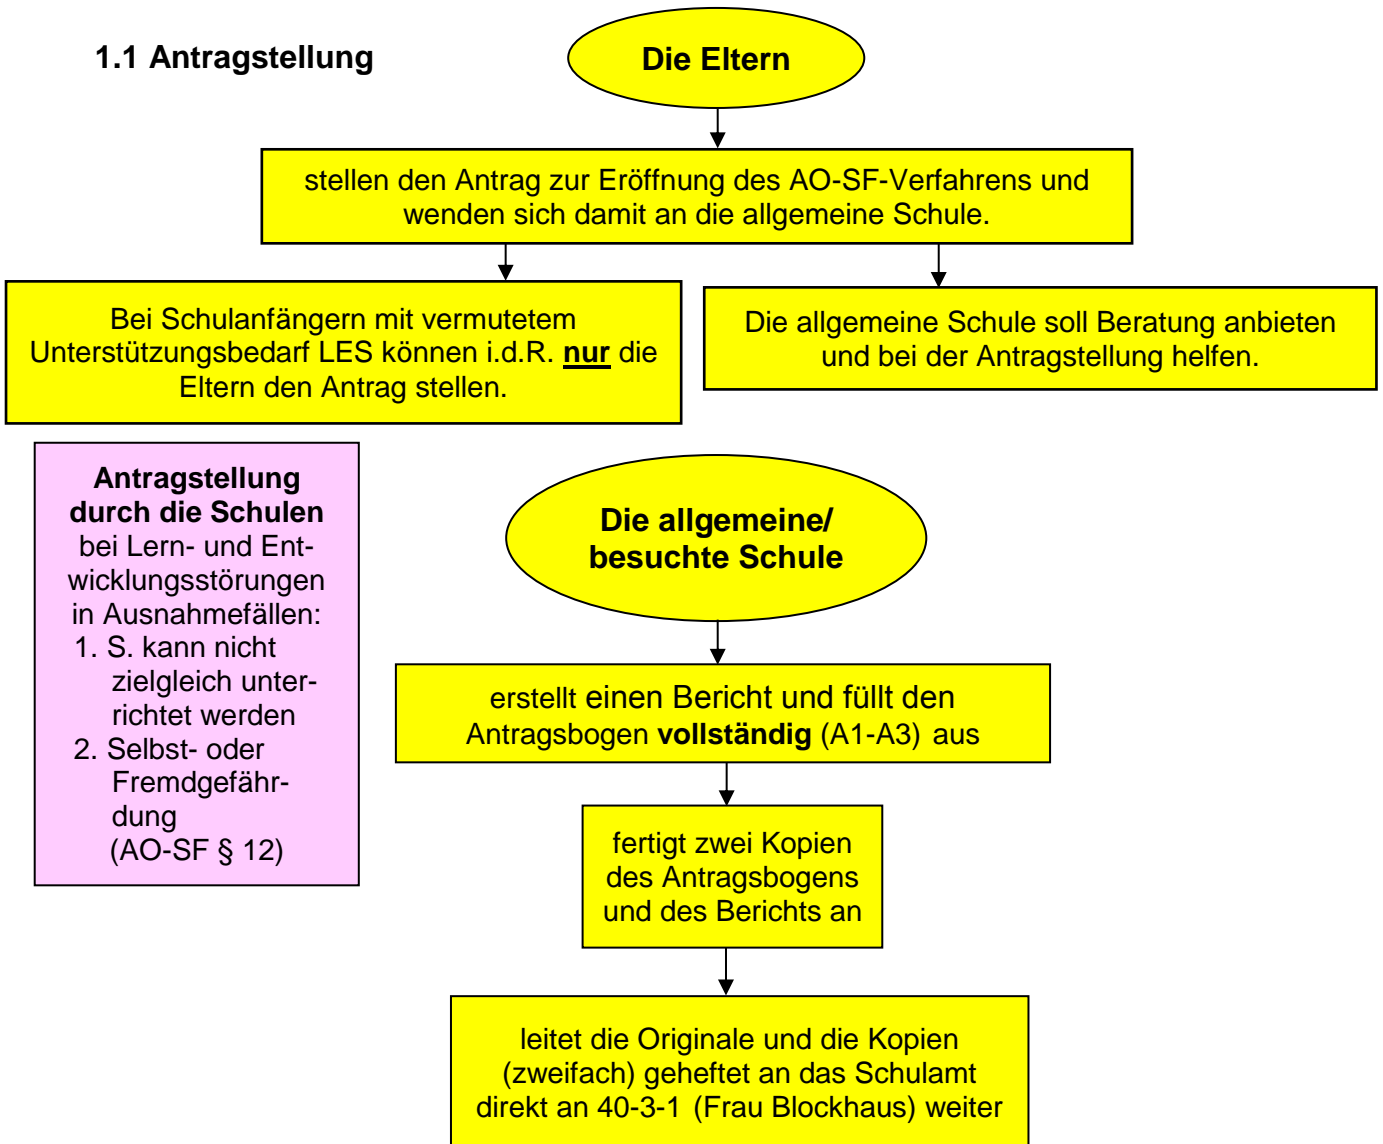 1.1 Antragstellung
Die Eltern
stellen den Antrag zur Eröffnung des AO-SF-Verfahrens und
wenden sich damit an die allgemeine Schule.
Bei Schulanfängern mit vermutetem
Unterstützungsbedarf LES können i.d.R. nur die
Eltern den Antrag stellen.
Die allgemeine Schule soll Beratung anbieten
und bei der Antragstellung helfen.
Antragstellung
durch die Schulen
bei Lern- und Ent-
wicklungsstörungen
in Ausnahmefällen:
1. S. kann nicht
zielgleich unter-
richtet werden
2. Selbst- oder
Fremdgefähr-
dung
(AO-SF § 12)
Die allgemeine/
besuchte Schule
erstellt einen Bericht und füllt den
Antragsbogen vollständig (A1-A3) aus
fertigt zwei Kopien
des Antragsbogens
und des Berichts an
leitet die Originale und die Kopien
(zweifach) geheftet an das Schulamt
direkt an 40-3-1 (Frau Blockhaus) weiter